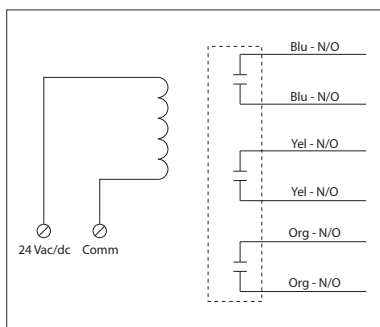 Blu - N/O
Blu - N/O
Yel - N/O
Yel - N/O
Org - N/O
24 Vac/dc Comm
Org - N/O